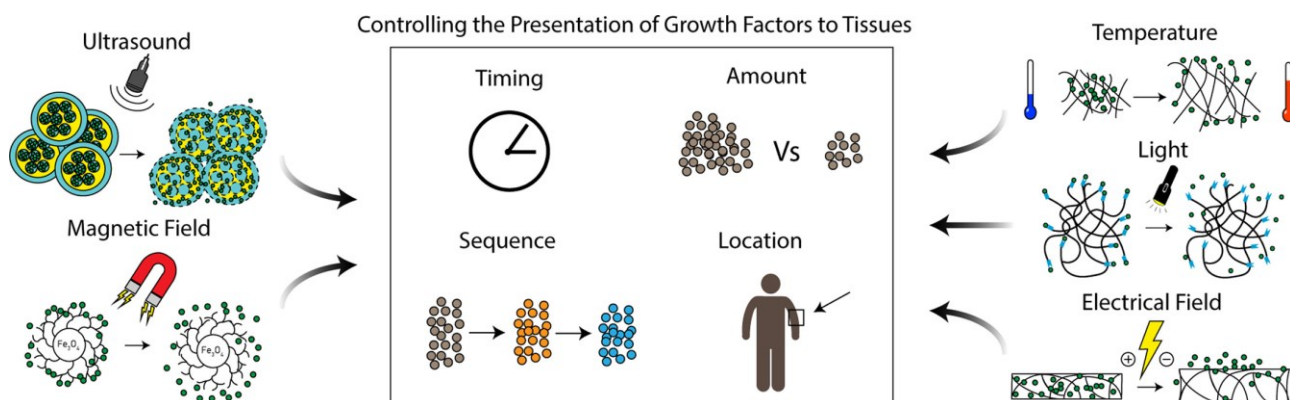 Controlling the Presentation of Growth Factors to Tissues
Ultrasound
Magnetic Field
Fe₃O₄
Fe₃O₄
Timing
Amount
Vs
Sequence
Location
Temperature
Light
Electrical Field
+
−